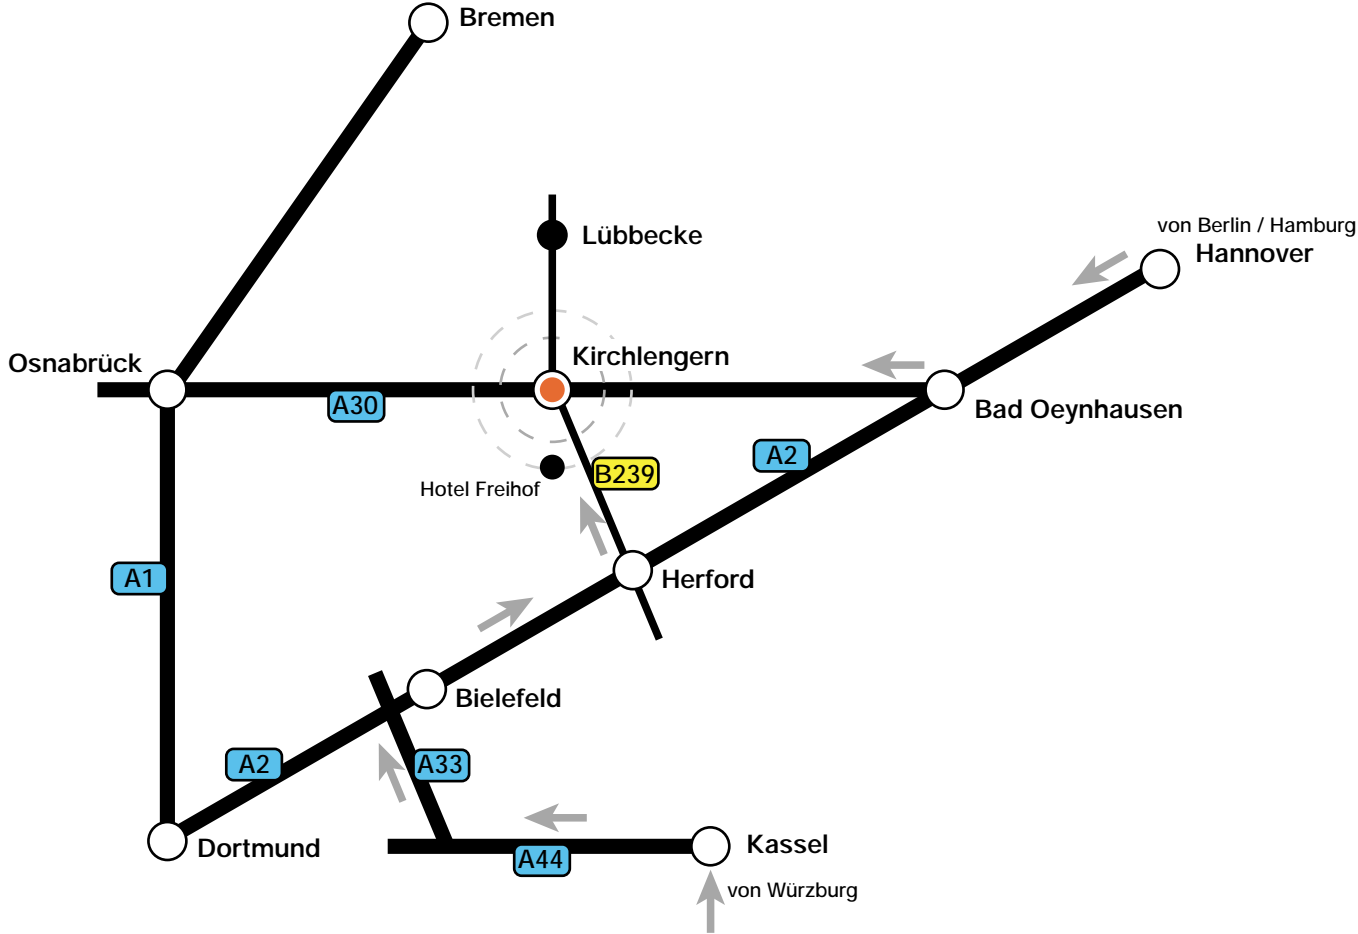 Bremen
von Berlin / Hamburg
Hannover
Lübbecke
Osnabrück
Kirchlengern
A30
Bad Oeynhausen
A2
B239
Hotel Freihof
A1
Herford
Bielefeld
A2
A33
Dortmund
A44
Kassel
von Würzburg